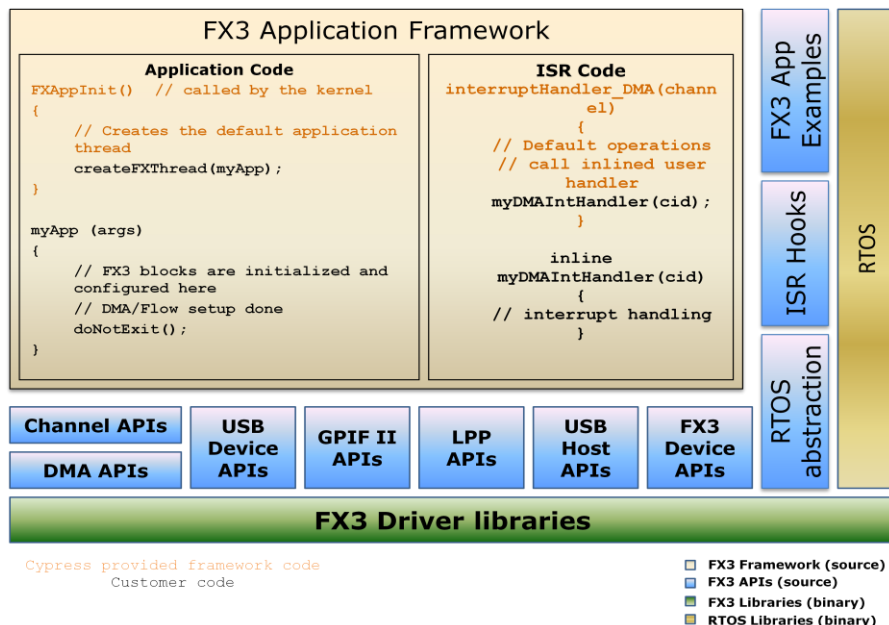 FX3 Application Framework
Application Code
FXAppInit()  // called by the kernel
{
// Creates the default application
thread
createFXThread(myApp);
}
myApp (args)
{
// FX3 blocks are initialized and
configured here
// DMA/Flow setup done
doNotExit();
}
ISR Code
interruptHandler_DMA(chann
el)
{
// Default operations
// call inlined user
handler
myDMAIntHandler(cid);
}
inline
myDMAIntHandler(cid)
{
// interrupt handling
}
FX3 App
Examples
ISR Hooks
RTOS
abstraction
RTOS
Channel APIs
DMA APIs
USB
Device
APIs
GPIF II
APIs
LPP
APIs
USB
Host
APIs
FX3
Device
APIs
FX3 Driver libraries
Cypress provided framework code
Customer code
FX3 Framework (source)
FX3 APIs (source)
FX3 Libraries (binary)
RTOS Libraries (binary)